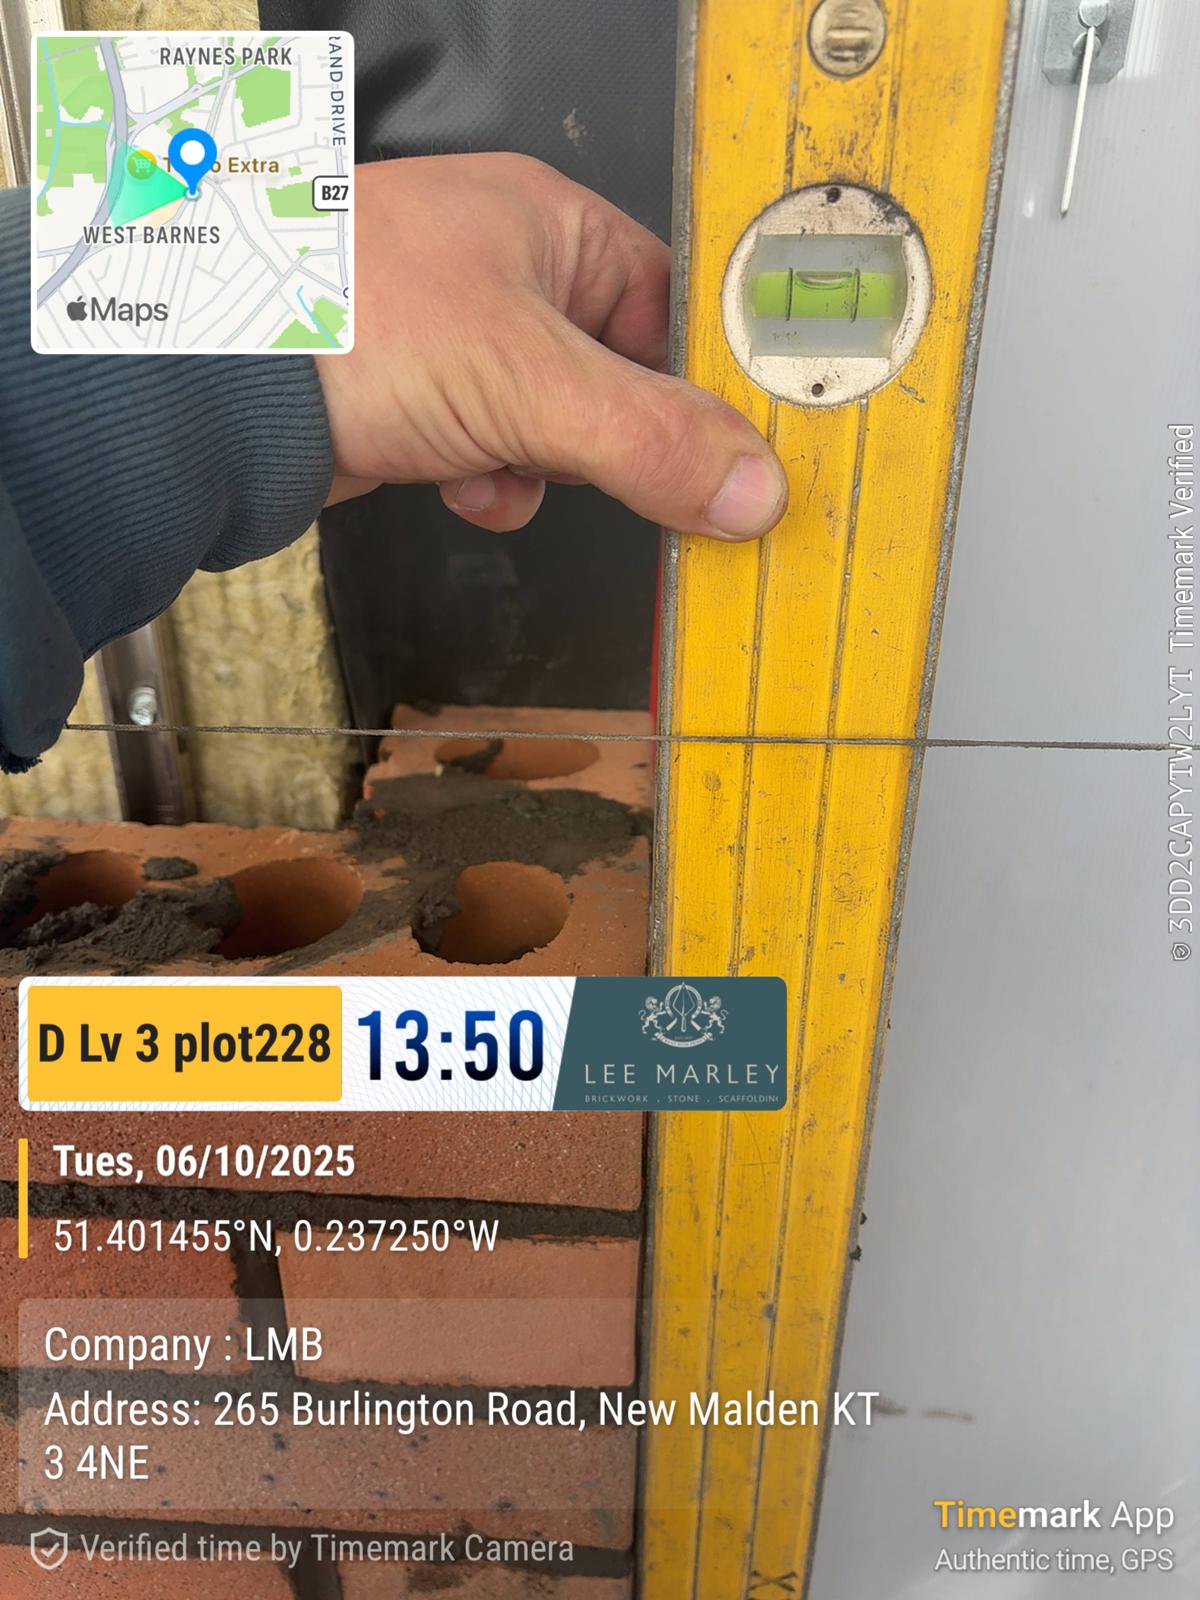 RAYNES PARK
RAND DRIVE
Extra
B27
WEST BARNES
Maps
D Lv 3 plot228
13:50
LEE MARLEY
BRICKWORK . STONE . SCAFFOLDIN
Tues, 06/10/2025
51.401455°N, 0.237250°W
Company : LMB
Address: 265 Burlington Road, New Malden KT
3 4NE
Verified time by Timemark Camera
Timemark App
Authentic time, GPS
3DD2CAPYTW2LYT Timemark Verified